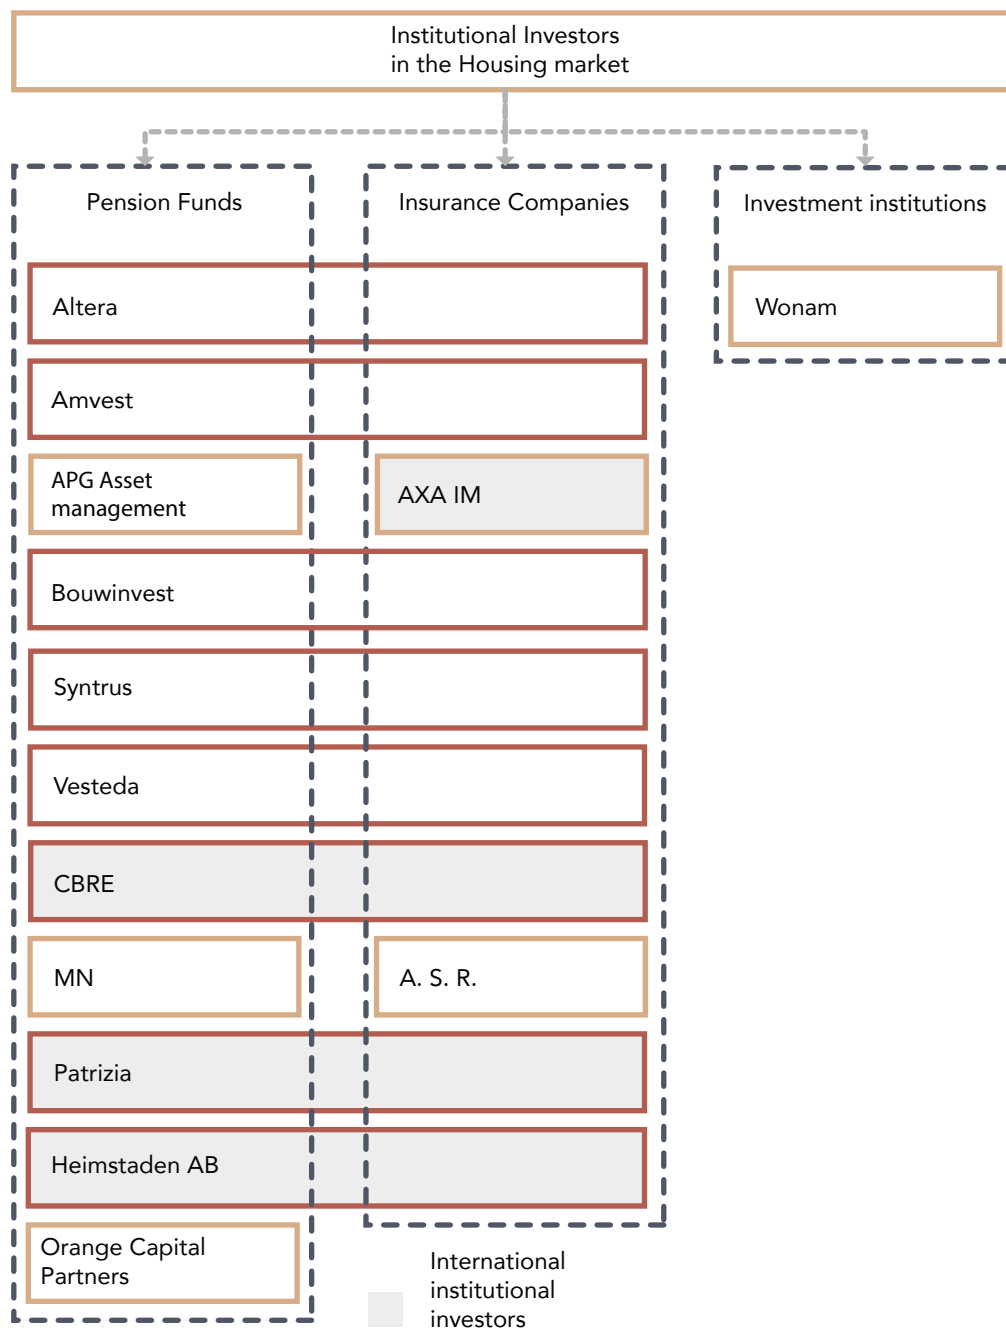 Institutional Investors
in the Housing market
Pension Funds
Insurance Companies
Investment institutions
Altera
Wonam
Amvest
APG Asset
management
AXA IM
Bouwinvest
Syntrus
Vesteda
CBRE
MN
A. S. R.
Patrizia
Heimstaden AB
Orange Capital
Partners
International
institutional
investors